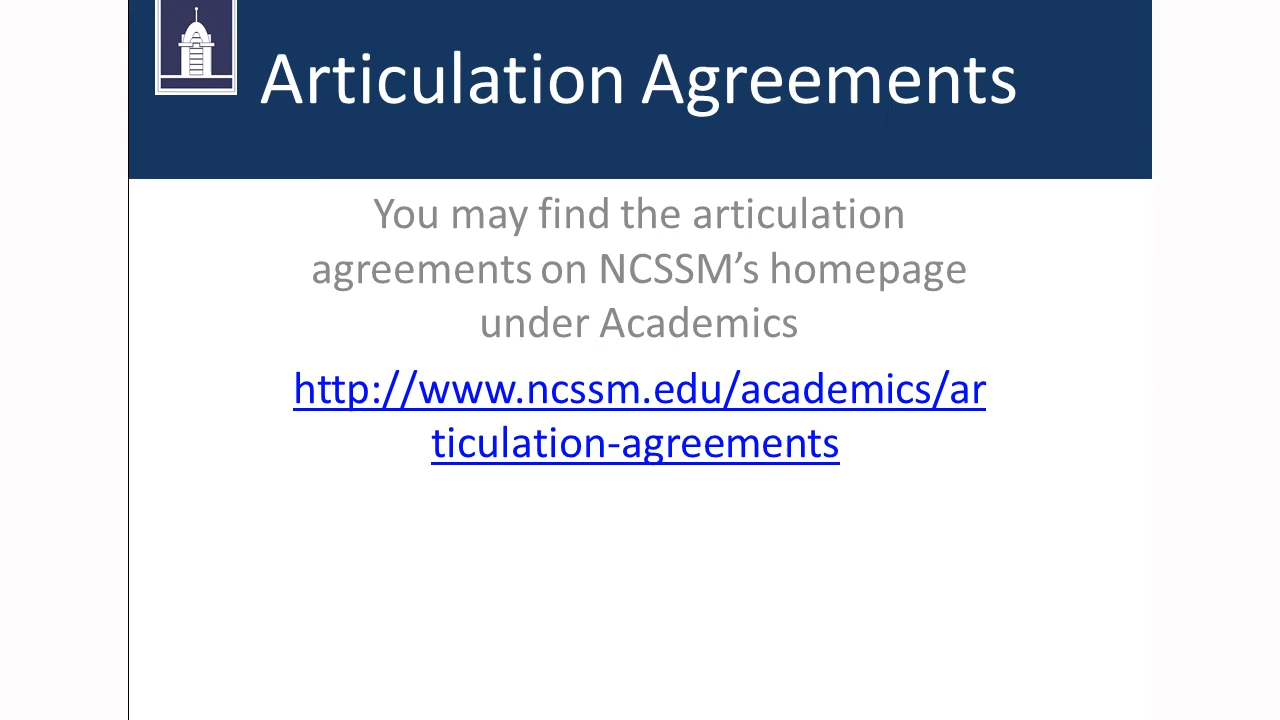 Articulation Agreements
You may find the articulation
agreements on NCSSM’s homepage
under Academics
http://www.ncssm.edu/academics/ar
ticulation-agreements